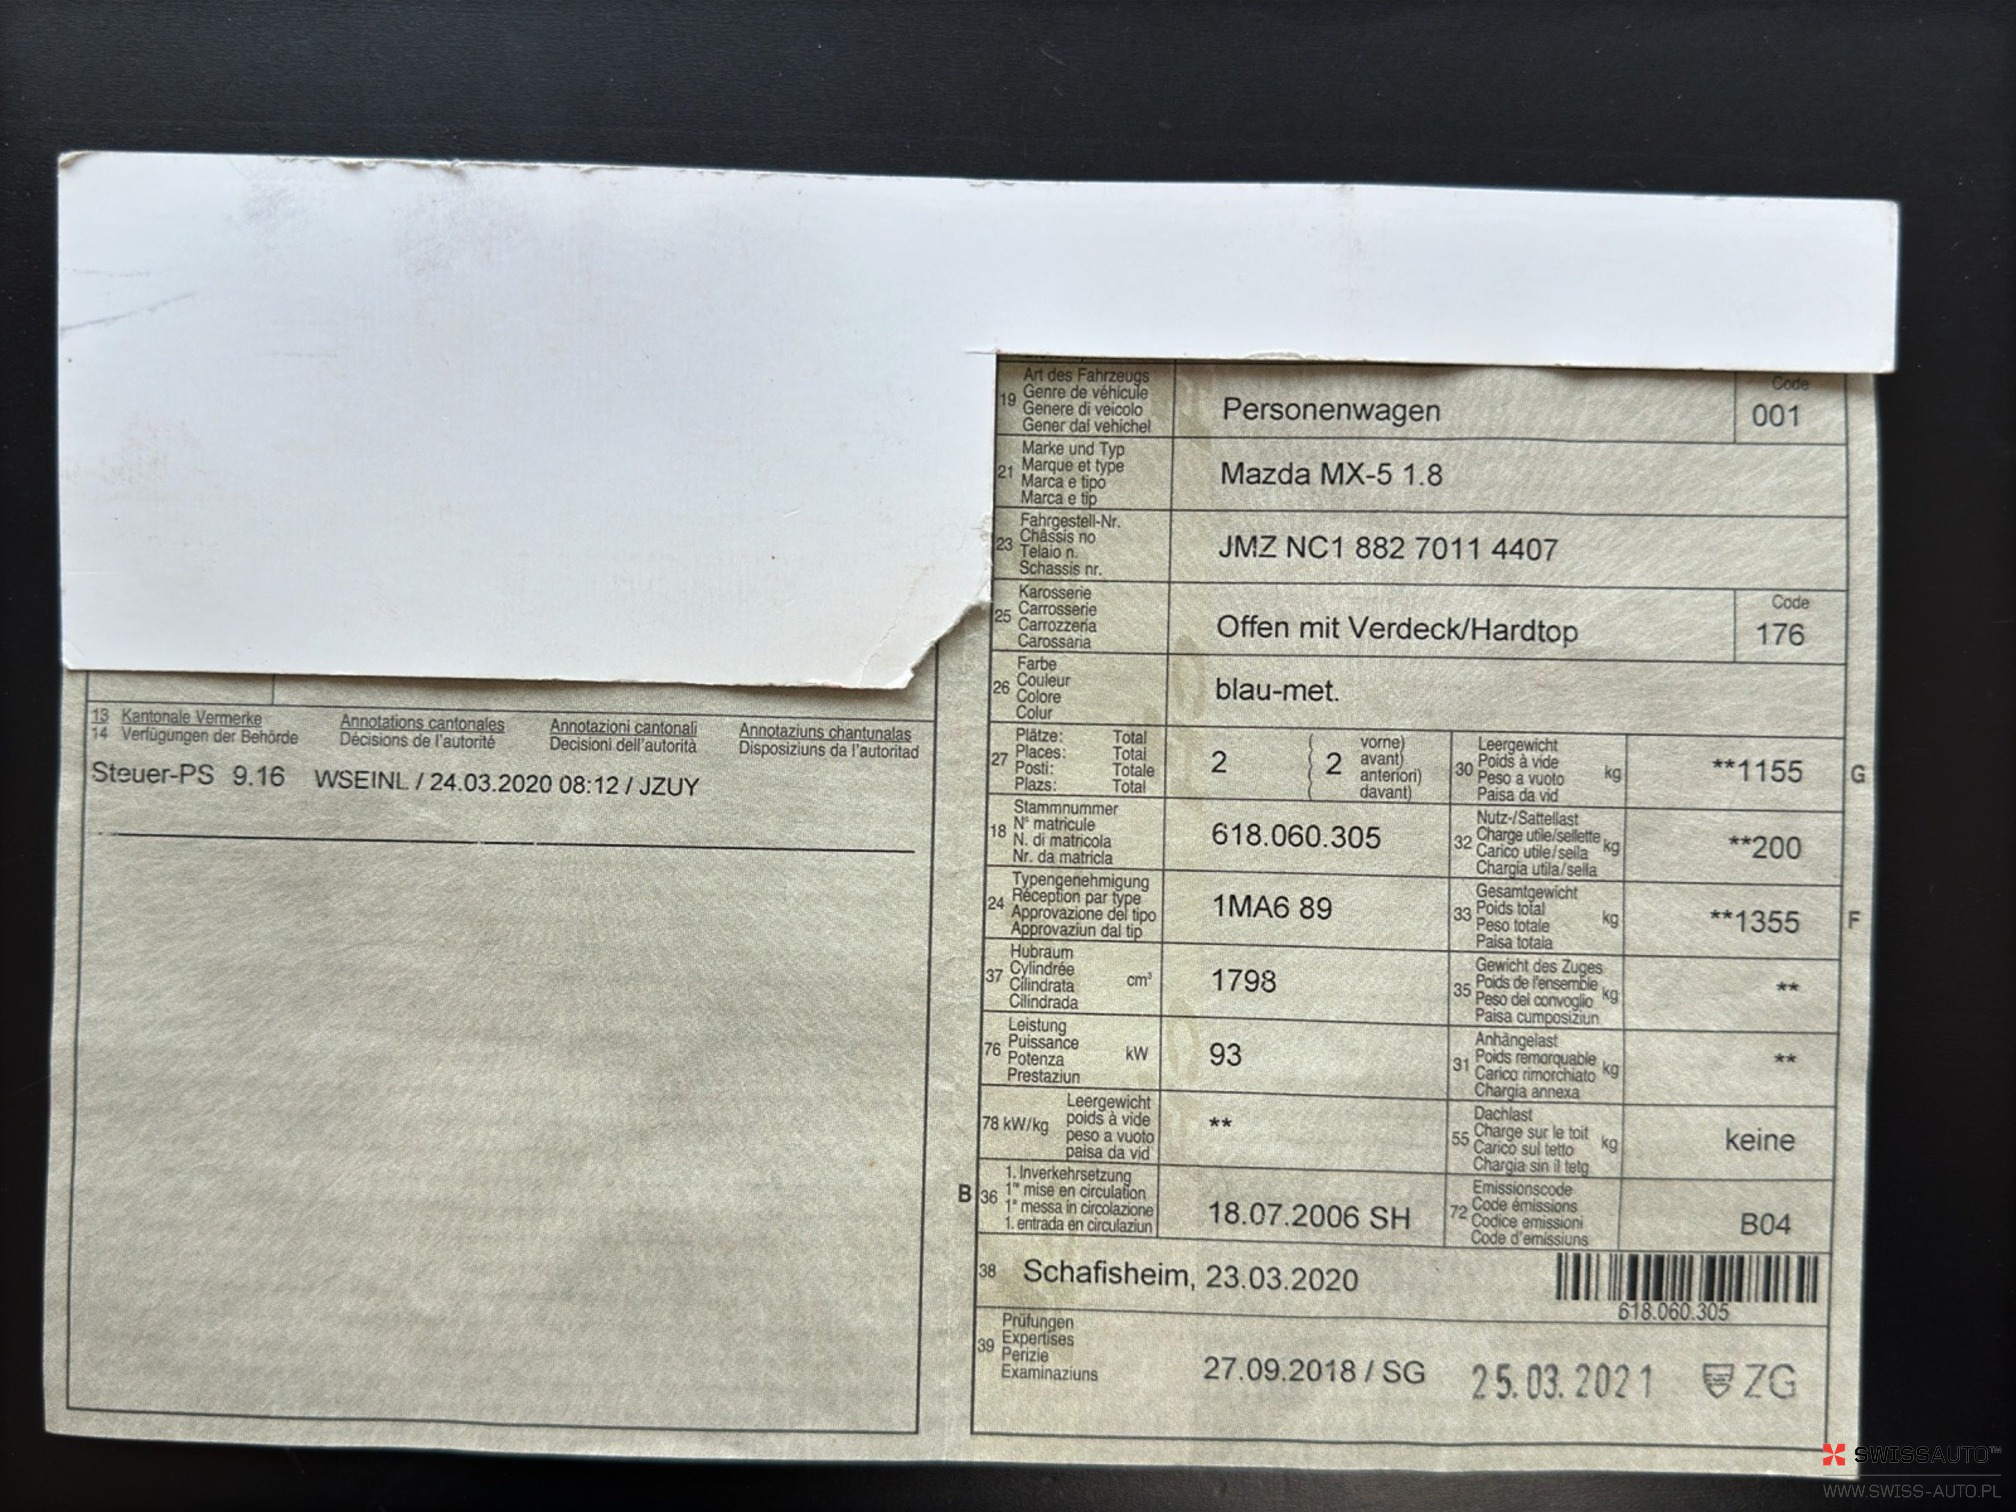 13 Kantonale Vermerke Annotations cantonales Annotazioni cantonali Annotaziuns chantunalas
14 Verfügungen der Behörde Décisions de l'autorité Decisioni dell'autorità Disposiziuns da l'autoritad
Steuer-PS 9.16 WSEINL / 24.03.2020 08:12 / JZUY
Art des Fahrzeugs
19 Genre de véhicule
Genere di veicolo
Gener dal vehichel
Personenwagen
Code
001
Marke und Typ
21 Marque et type
Marca e tipo
Marca e tip
Mazda MX-5 1.8
Fahrgestell-Nr.
23 Châssis no
Telaio n.
Schassis nr.
JMZ NC1 882 7011 4407
Karosserie
25 Carrosserie
Carrozzeria
Carossaria
Offen mit Verdeck/Hardtop
Code
176
Farbe
26 Couleur
Colore
Colur
blau-met.
Plätze: Total
27 Places: Total
Posti: Totale
Plazs: Total
2
2
vorne)
avant)
anteriori)
davant)
Leergewicht
30 Poids à vide kg
Peso a vuoto
Paisa da vid
**1155
G
Stammnummer
18 N° matricule
N. di matricola
Nr. da matricla
618.060.305
Nutz-/Sattellast
32 Charge utile/sellette kg
Carico utile/sella
Chargia utila/sella
**200
Typengenehmigung
24 Réception par type
Approvazione del tipo
Approvaziun dal tip
1MA6 89
Gesamtgewicht
33 Poids total kg
Peso totale
Paisa totala
**1355
F
Hubraum
37 Cylindrée cm³
Cilindrata
Cilindrada
1798
Gewicht des Zuges
35 Poids de l'ensemble kg
Peso del convoglio
Paisa cumposiziun
**
Leistung
76 Puissance kW
Potenza
Prestaziun
93
Anhängelast
31 Poids remorquable kg
Carico rimorchiato
Chargia annexa
**
Leergewicht
78 kW/kg poids à vide
peso a vuoto
paisa da vid
**
Dachlast
55 Charge sur le toit kg
Carico sul tetto
Chargia sin il tetg
keine
1. Inverkehrsetzung
B 36 1re mise en circulation
1a messa in circolazione
1. entrada en circulaziun
18.07.2006 SH
Emissionscode
72 Code émissions
Codice emissioni
Code d'emissiuns
B04
38 Schafisheim, 23.03.2020
618.060.305
Prüfungen
39 Expertises
Perizie
Examinaziuns
27.09.2018 / SG 25.03.2021 ZG
SWISSAUTO™
WWW.SWISS-AUTO.PL